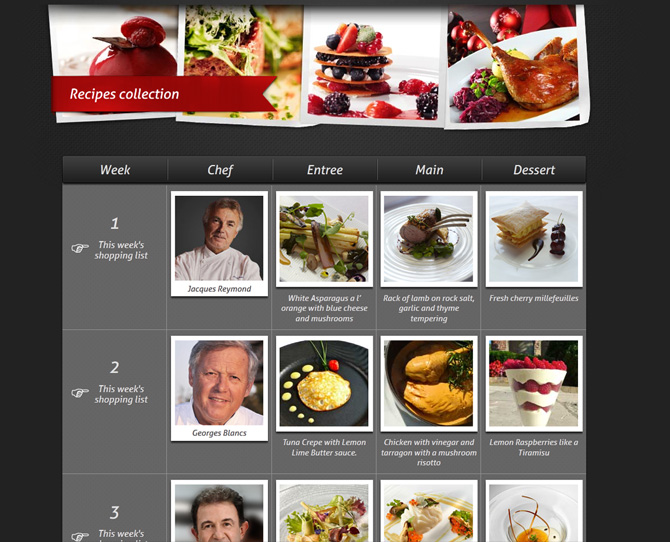 Recipes collection
Week Chef Entree Main Dessert
1
This week's
shopping list
Jacques Reymond
White Asparagus a l'
orange with blue cheese
and mushrooms
Rack of lamb on rock salt,
garlic and thyme
tempering
Fresh cherry millefeuilles
2
This week's
shopping list
Georges Blancs
Tuna Crepe with Lemon
Lime Butter sauce.
Chicken with vinegar and
tarragon with a mushroom
risotto
Lemon Raspberries like a
Tiramisu
3
This week's